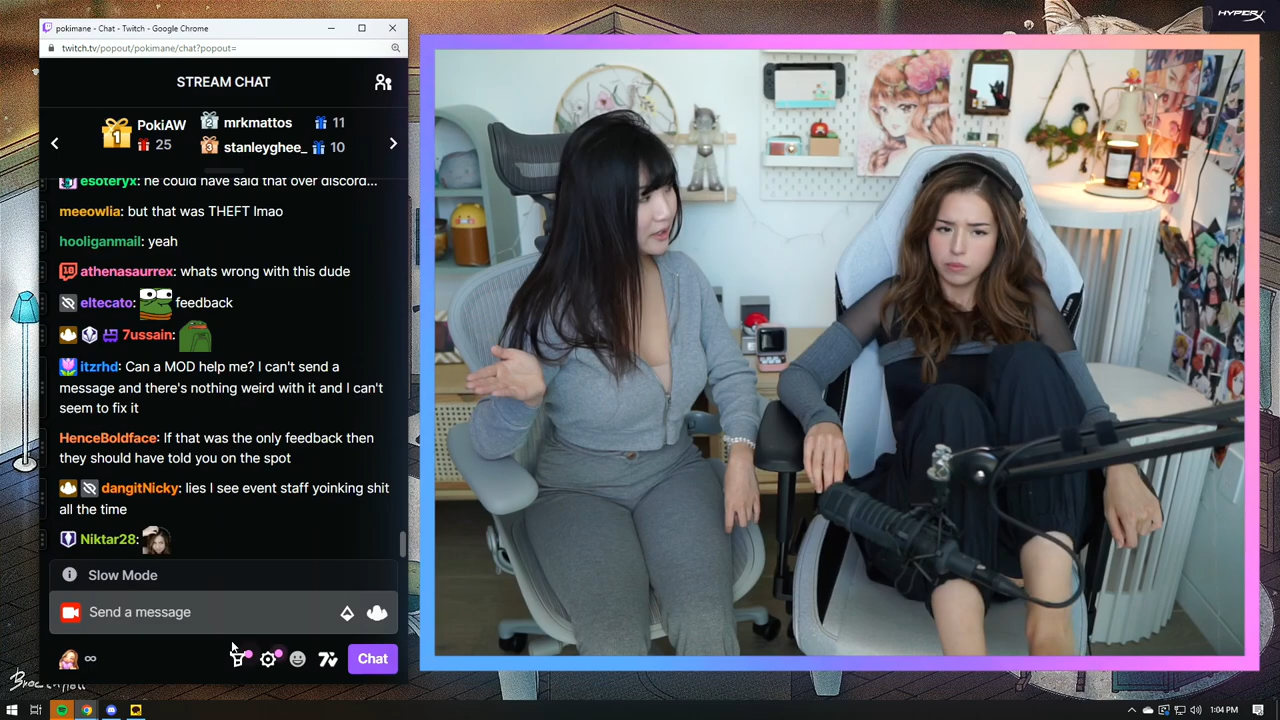 HYPERX
pokimane - Chat - Twitch - Google Chrome
twitch.tv/popout/pokimane/chat?popout=
STREAM CHAT
1 PokiAW 25
2 mrkmattos 11
3 stanleyghee_ 10
esoteryx: he could have said that over discord...
meeowlia: but that was THEFT lmao
hooliganmail: yeah
18 athenasaurrex: whats wrong with this dude
eltecato: feedback
7ussain:
itzrhd: Can a MOD help me? I can't send a
message and there's nothing weird with it and I can't
seem to fix it
HenceBoldface: If that was the only feedback then
they should have told you on the spot
dangitNicky: lies I see event staff yoinking shit
all the time
Niktar28:
Slow Mode
Send a message
∞
Chat
1:04 PM